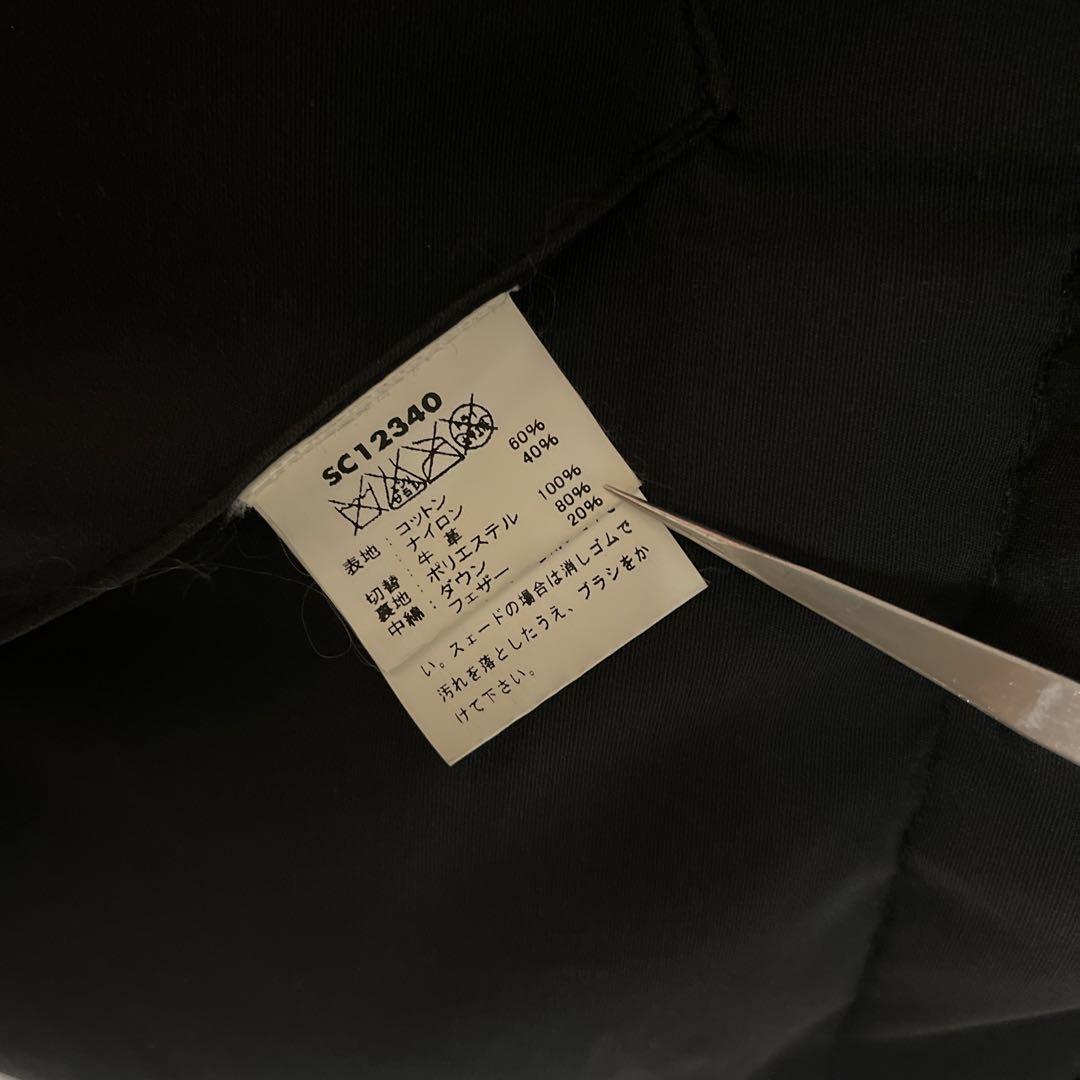 SC12340
表地：コットン 60%
ナイロン 40%
切替：牛革
裏地：ポリエステル 100%
中綿：ダウン 80%
フェザー 20%
い。スェードの場合は消しゴムで
汚れを落としたうえ、ブラシをか
けて下さい。